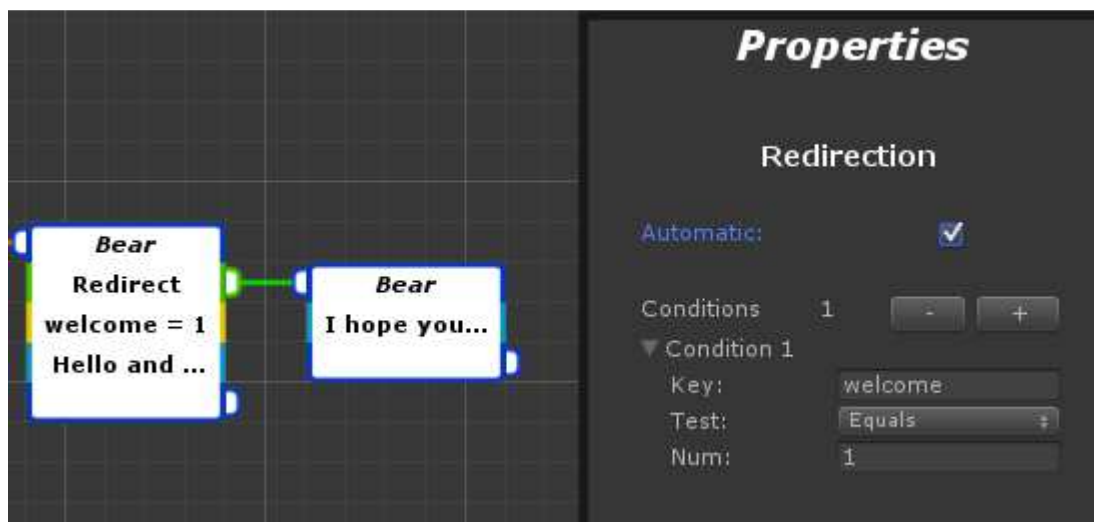 Bear
Redirect
welcome = 1
Hello and ...
Bear
I hope you...
Properties
Redirection
Automatic:
Conditions 1 - +
Condition 1
Key: welcome
Test: Equals
Num: 1